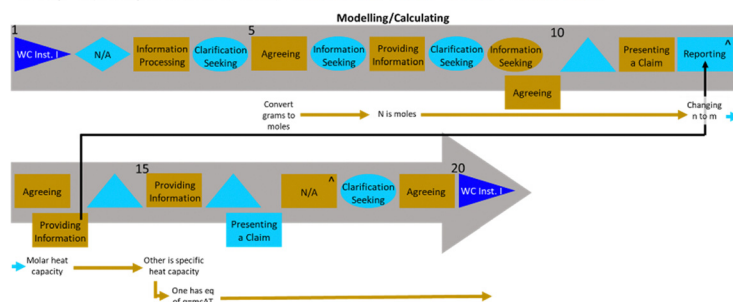 Modelling/Calculating
1
5
10
WC Inst. I
N/A
Information
Processing
Clarification
Seeking
Agreeing
Information
Seeking
Providing
Information
Clarification
Seeking
Information
Seeking
Agreeing
Presenting
a Claim
Reporting
^
Convert
grams to
moles
N is moles
Changing
n to m
15
20
Agreeing
Providing
Information
Providing
Information
Presenting
a Claim
N/A
^
Clarification
Seeking
Agreeing
WC Inst. I
Molar heat
capacity
Other is specific
heat capacity
One has eq